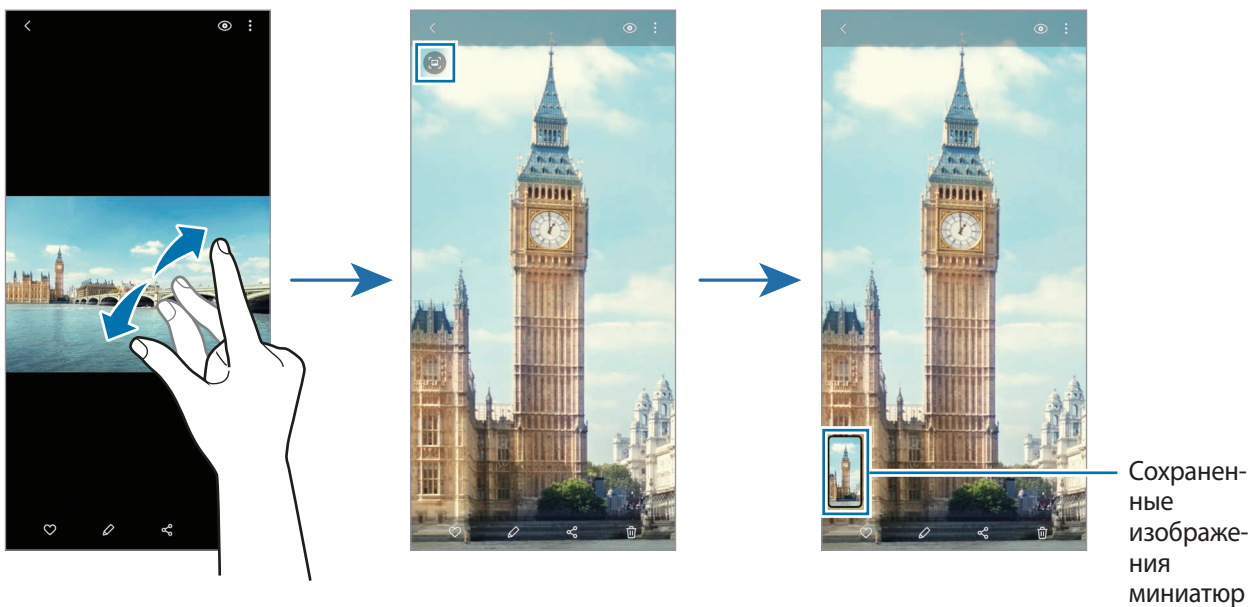 Сохранен-
ные
изображе-
ния
миниатюр